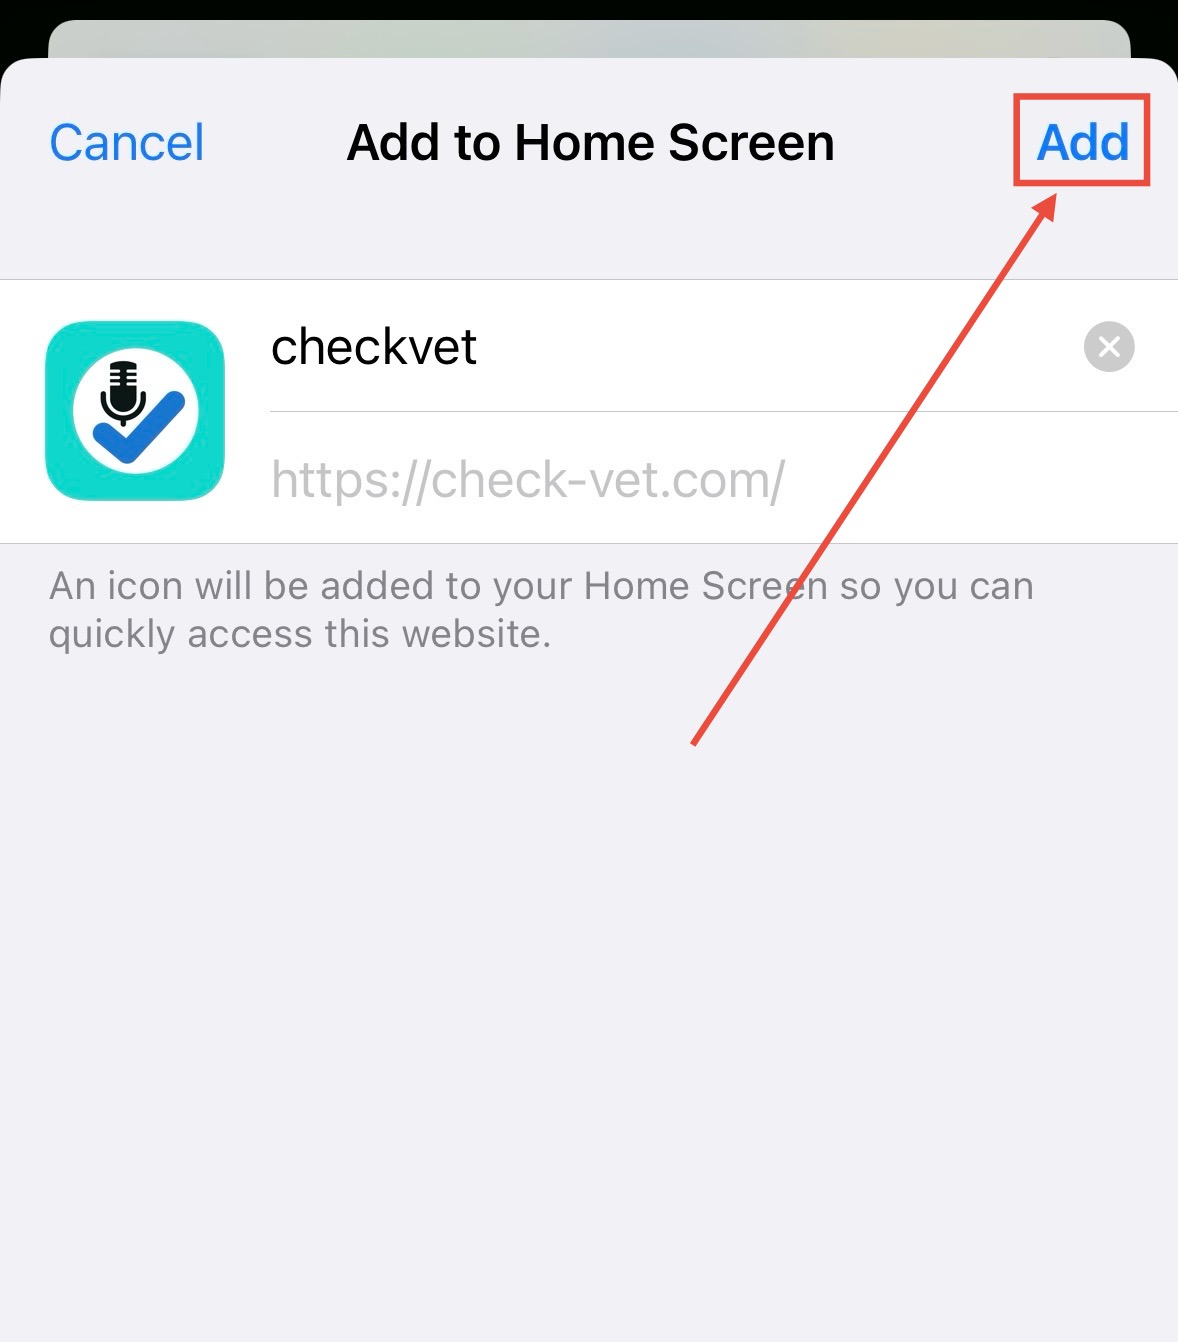 Cancel
Add to Home Screen
Add
checkvet
https://check-vet.com/
An icon will be added to your Home Screen so you can
quickly access this website.